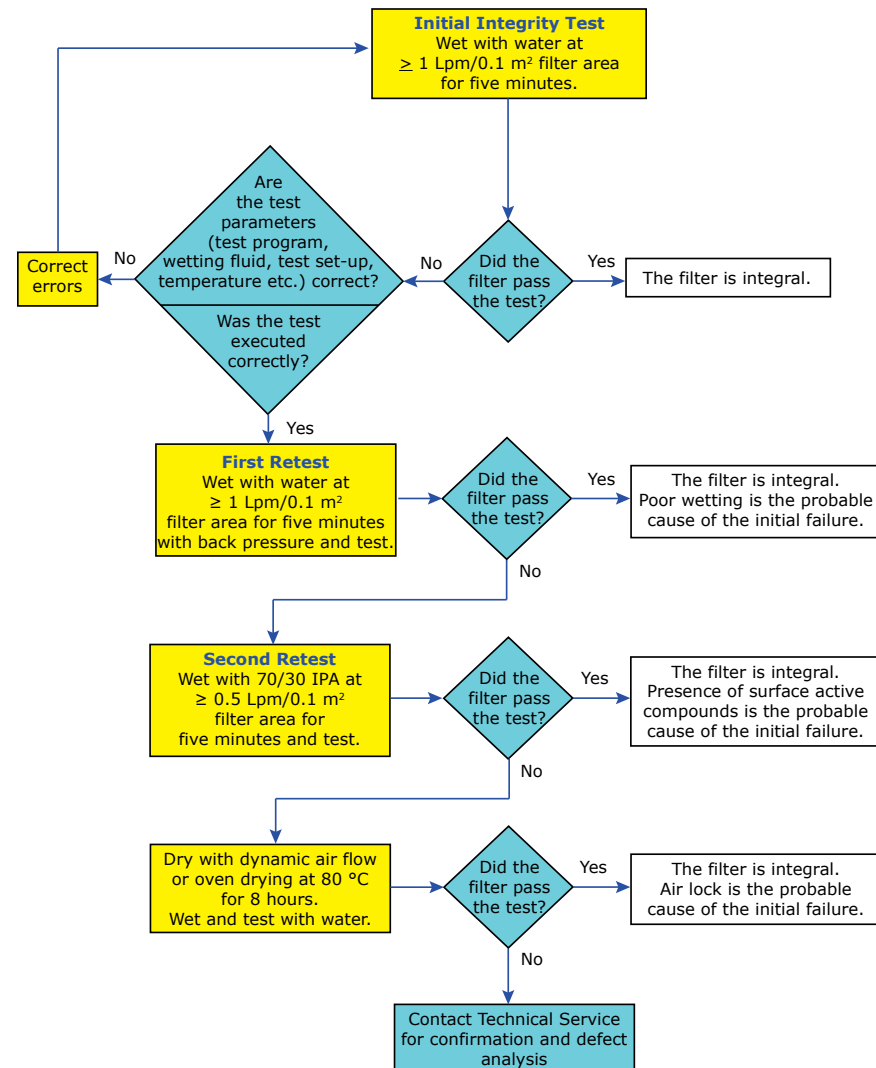 Initial Integrity Test
Wet with water at
≥ 1 Lpm/0.1 m² filter area
for five minutes.
Are
the test
parameters
(test program,
wetting fluid, test set-up,
temperature etc.) correct?
Was the test
executed
correctly?
No
Correct
errors
No
Did the
filter pass
the test?
Yes
The filter is integral.
Yes
First Retest
Wet with water at
≥ 1 Lpm/0.1 m²
filter area for five minutes
with back pressure and test.
Did the
filter pass
the test?
Yes
The filter is integral.
Poor wetting is the probable
cause of the initial failure.
No
Second Retest
Wet with 70/30 IPA at
≥ 0.5 Lpm/0.1 m²
filter area for
five minutes and test.
Did the
filter pass
the test?
Yes
The filter is integral.
Presence of surface active
compounds is the probable
cause of the initial failure.
No
Dry with dynamic air flow
or oven drying at 80 °C
for 8 hours.
Wet and test with water.
Did the
filter pass
the test?
Yes
The filter is integral.
Air lock is the probable
cause of the initial failure.
No
Contact Technical Service
for confirmation and defect
analysis